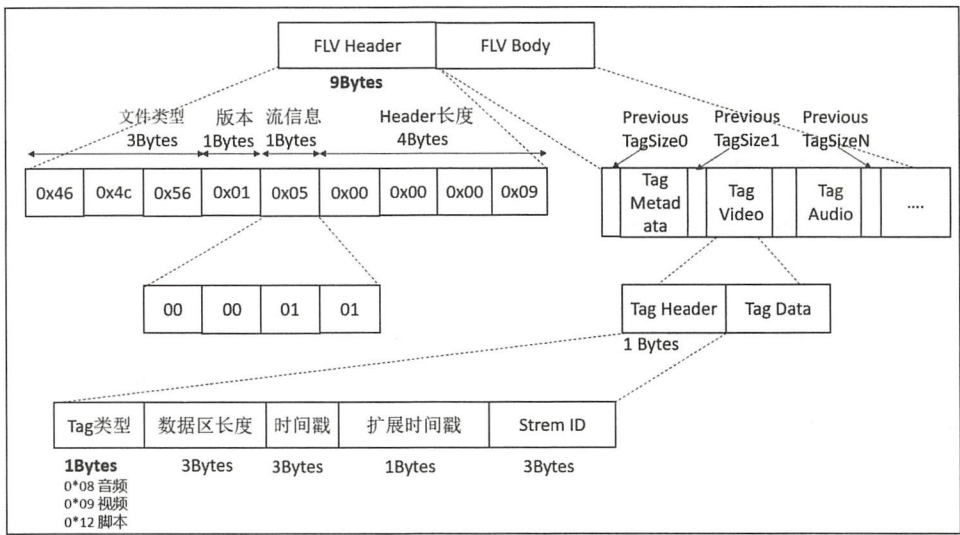 FLV Header
FLV Body
9Bytes
文件类型
3Bytes
版本
1Bytes
流信息
1Bytes
Header长度
4Bytes
Previous
TagSize0
Previous
TagSize1
Previous
TagSizeN
0x46
0x4c
0x56
0x01
0x05
0x00
0x00
0x00
0x09
Tag
Metad
ata
Tag
Video
Tag
Audio
....
00
00
01
01
Tag Header
Tag Data
1 Bytes
Tag类型
数据区长度
时间戳
扩展时间戳
Strem ID
1Bytes
3Bytes
3Bytes
1Bytes
3Bytes
0*08 音频
0*09 视频
0*12 脚本